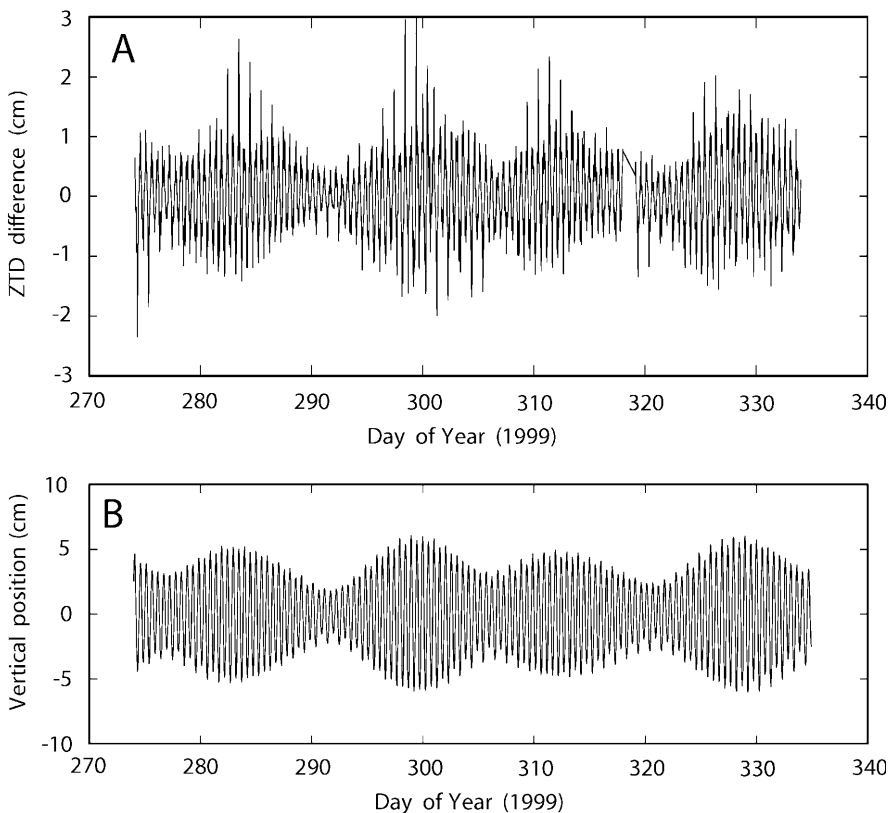 A
ZTD difference (cm)
3
2
1
0
-1
-2
-3
270 280 290 300 310 320 330 340
Day of Year (1999)
B
Vertical position (cm)
10
5
0
-5
-10
270 280 290 300 310 320 330 340
Day of Year (1999)